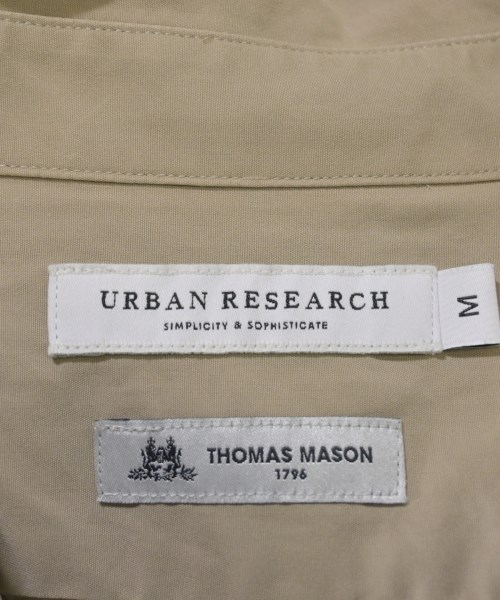 URBAN RESEARCH
SIMPLICITY & SOPHISTICATE
M
THOMAS MASON
1796